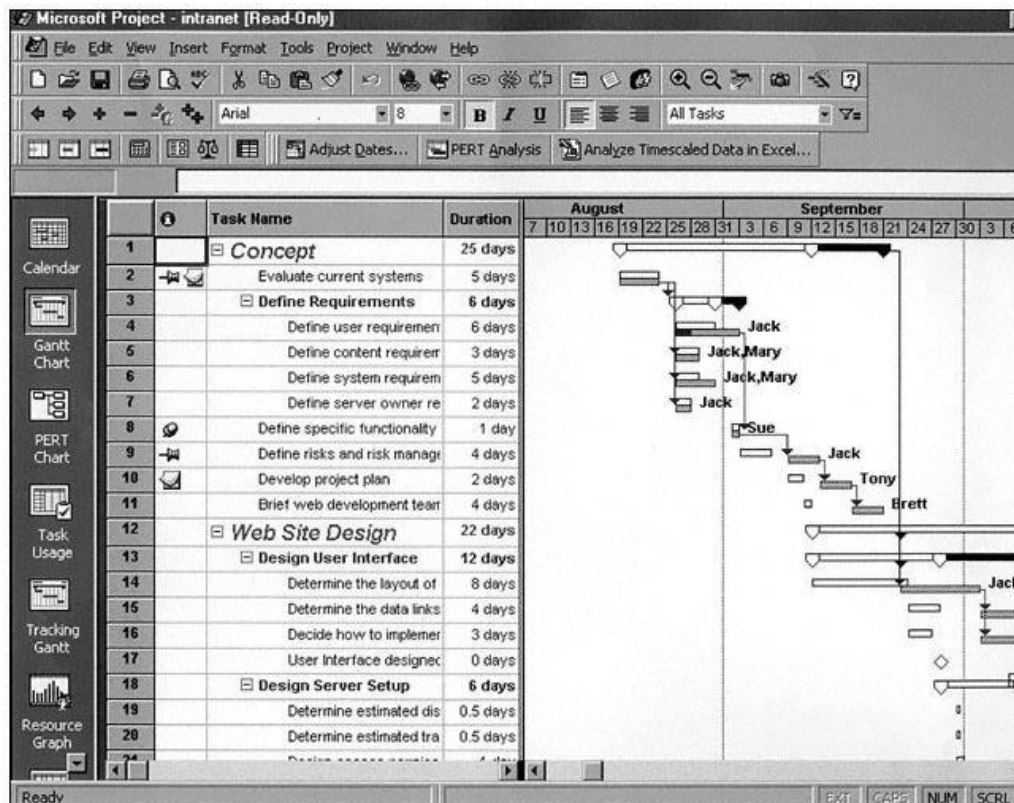 Microsoft Project - intranet [Read-Only]
File Edit View Insert Format Tools Project Window Help
Arial 8 B I U All Tasks
Adjust Dates... PERT Analysis Analyze Timescaled Data in Excel...
Task Name Duration August September
7 10 13 16 19 22 25 28 31 3 6 9 12 15 18 21 24 27 30 3 6
Calendar
Gantt
Chart
PERT
Chart
Task
Usage
Tracking
Gantt
Resource
Graph
1 Concept 25 days
2 Evaluate current systems 5 days
3 Define Requirements 6 days
4 Define user requiremen 6 days Jack
5 Define content requirem 3 days Jack,Mary
6 Define system requirem 5 days Jack,Mary
7 Define server owner re 2 days Jack
8 Define specific functionality 1 day Sue
9 Define risks and risk manage 4 days Jack
10 Develop project plan 2 days Tony
11 Brief web development team 4 days Brett
12 Web Site Design 22 days
13 Design User Interface 12 days
14 Determine the layout of 8 days Jack
15 Determine the data links 4 days
16 Decide how to implemer 3 days
17 User Interface designed 0 days
18 Design Server Setup 6 days
19 Determine estimated dis 0.5 days
20 Determine estimated tra 0.5 days
Ready EXT CAPS NUM SCRL